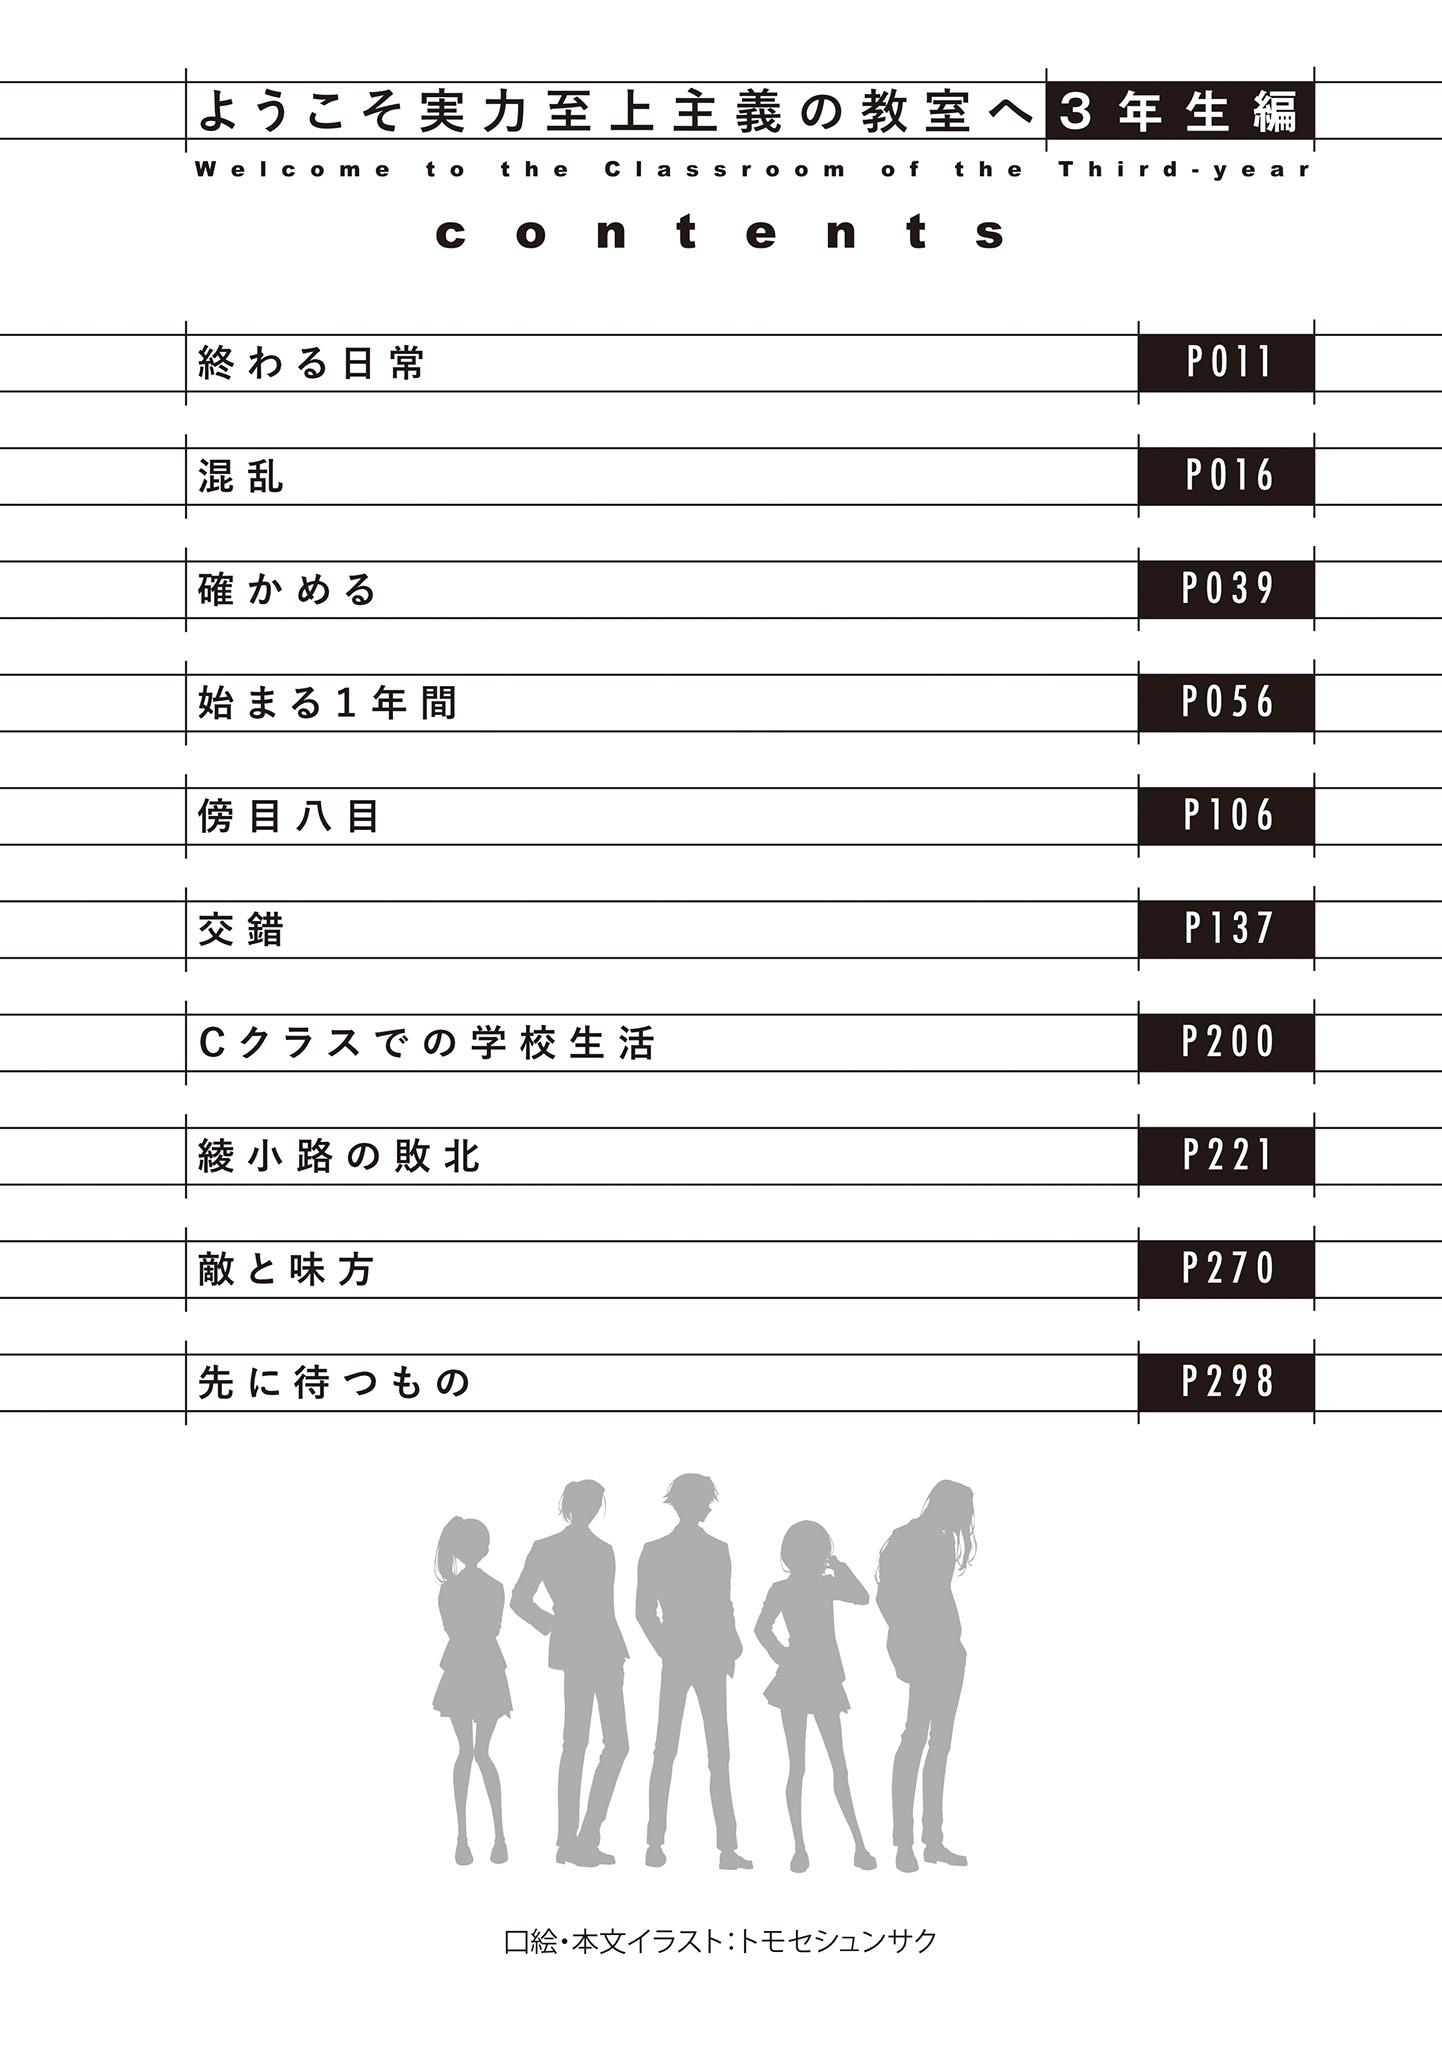 ようこそ実力至上主義の教室へ 3年生編
Welcome to the Classroom of the Third-year
contents
終わる日常 P011
混乱 P016
確かめる P039
始まる1年間 P056
傍目八目 P106
交錯 P137
Cクラスでの学校生活 P200
綾小路の敗北 P221
敵と味方 P270
先に待つもの P298
口絵・本文イラスト：トモセシュンサク